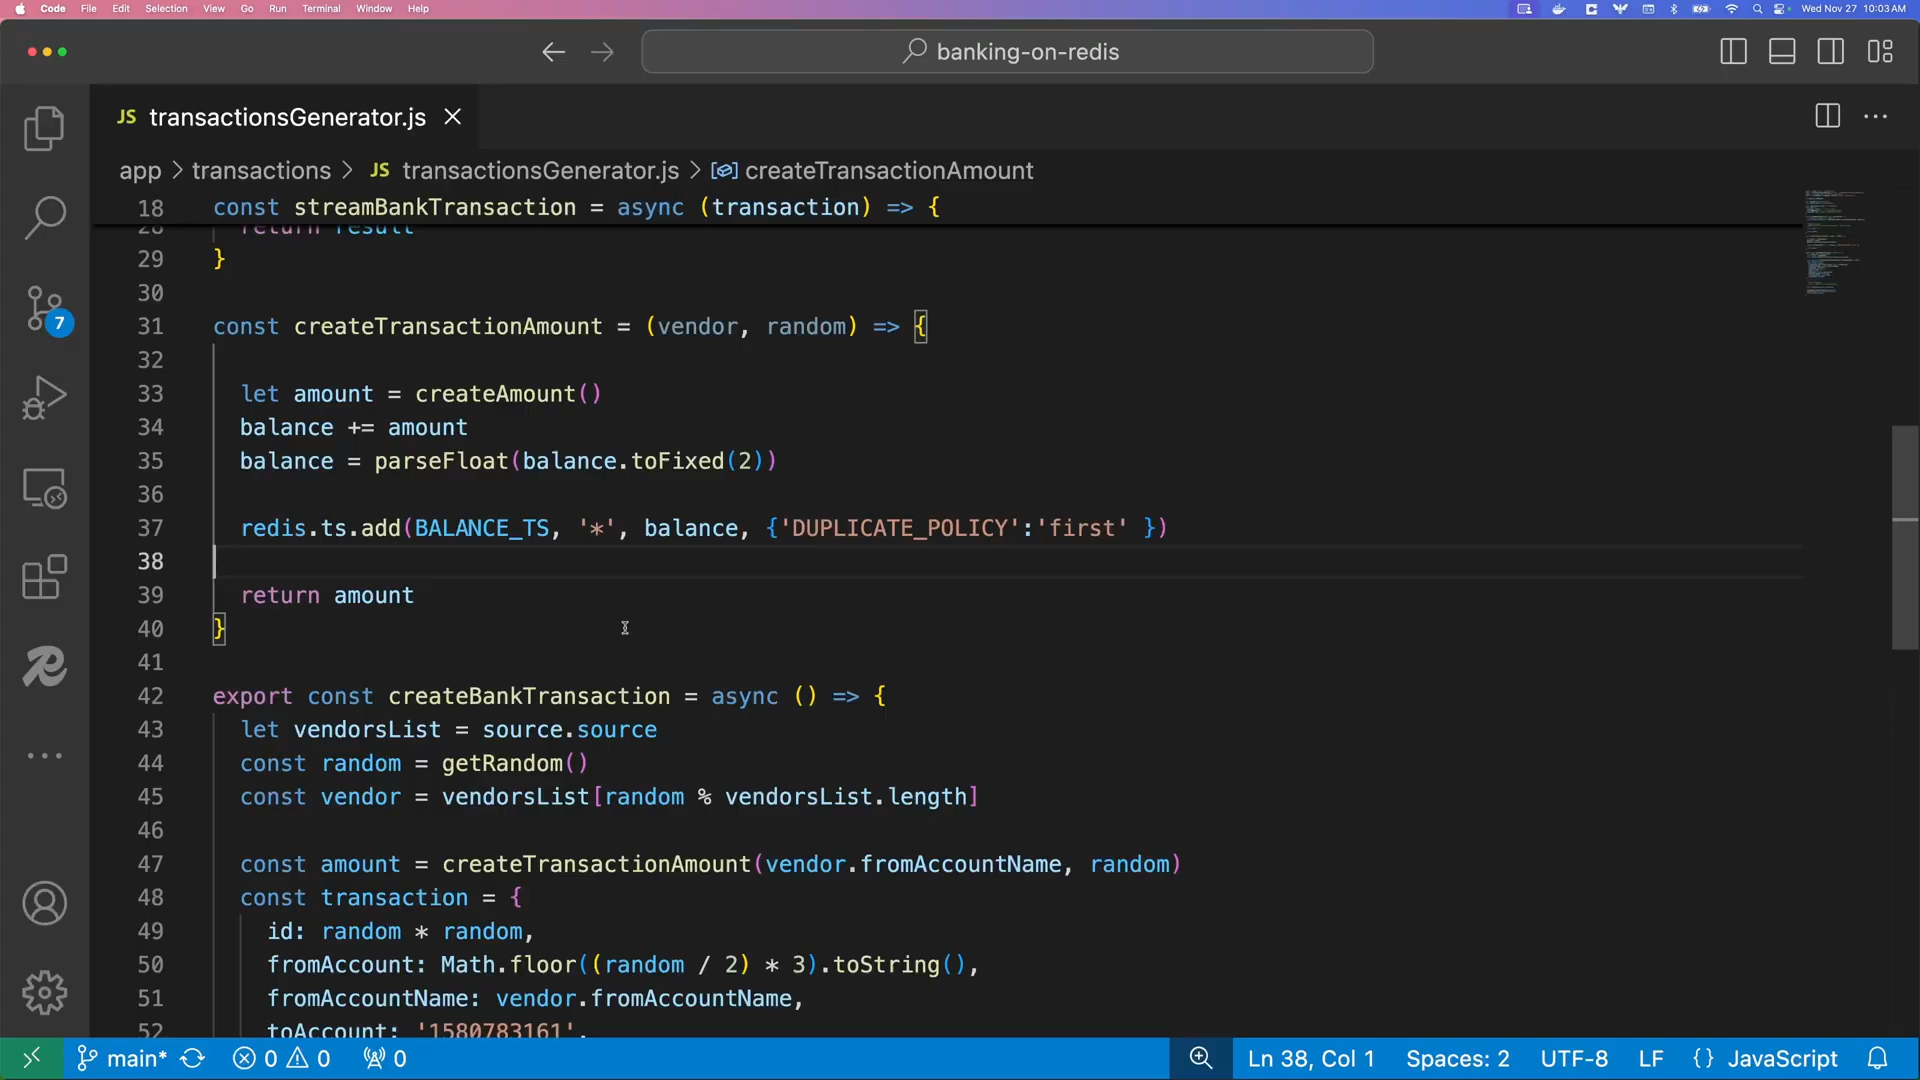 Code File Edit Selection View Go Run Terminal Window Help Wed Nov 27 10:03 AM
banking-on-redis
JS transactionsGenerator.js
app > transactions > JS transactionsGenerator.js > createTransactionAmount
18 const streamBankTransaction = async (transaction) => {
28 return result
29 }
30
31 const createTransactionAmount = (vendor, random) => {
32
33 let amount = createAmount()
34 balance += amount
35 balance = parseFloat(balance.toFixed(2))
36
37 redis.ts.add(BALANCE_TS, '*', balance, {'DUPLICATE_POLICY':'first' })
38
39 return amount
40 }
41
42 export const createBankTransaction = async () => {
43 let vendorsList = source.source
44 const random = getRandom()
45 const vendor = vendorsList[random % vendorsList.length]
46
47 const amount = createTransactionAmount(vendor.fromAccountName, random)
48 const transaction = {
49 id: random * random,
50 fromAccount: Math.floor((random / 2) * 3).toString(),
51 fromAccountName: vendor.fromAccountName,
52 toAccount: '1580783161',
7
main* 0 0 0 Ln 38, Col 1 Spaces: 2 UTF-8 LF {} JavaScript